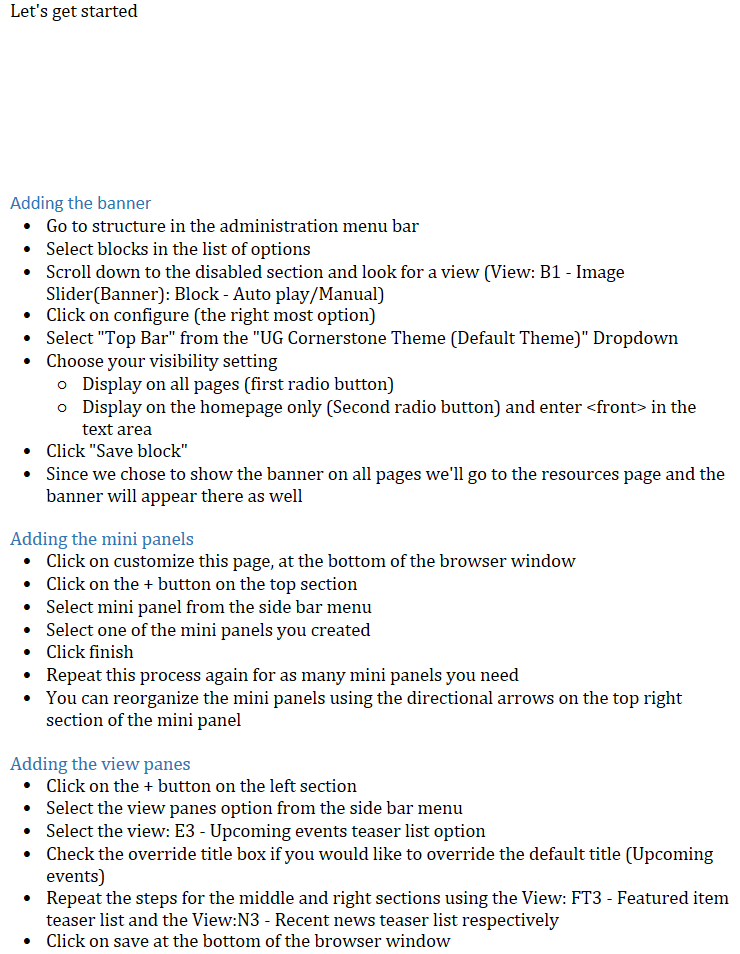 Let's get started
Adding the banner
• Go to structure in the administration menu bar
• Select blocks in the list of options
• Scroll down to the disabled section and look for a view (View: B1 - Image
Slider(Banner): Block - Auto play/Manual)
• Click on configure (the right most option)
• Select "Top Bar" from the "UG Cornerstone Theme (Default Theme)" Dropdown
• Choose your visibility setting
○ Display on all pages (first radio button)
○ Display on the homepage only (Second radio button) and enter <front> in the
text area
• Click "Save block"
• Since we chose to show the banner on all pages we'll go to the resources page and the
banner will appear there as well
Adding the mini panels
• Click on customize this page, at the bottom of the browser window
• Click on the + button on the top section
• Select mini panel from the side bar menu
• Select one of the mini panels you created
• Click finish
• Repeat this process again for as many mini panels you need
• You can reorganize the mini panels using the directional arrows on the top right
section of the mini panel
Adding the view panes
• Click on the + button on the left section
• Select the view panes option from the side bar menu
• Select the view: E3 - Upcoming events teaser list option
• Check the override title box if you would like to override the default title (Upcoming
events)
• Repeat the steps for the middle and right sections using the View: FT3 - Featured item
teaser list and the View:N3 - Recent news teaser list respectively
• Click on save at the bottom of the browser window